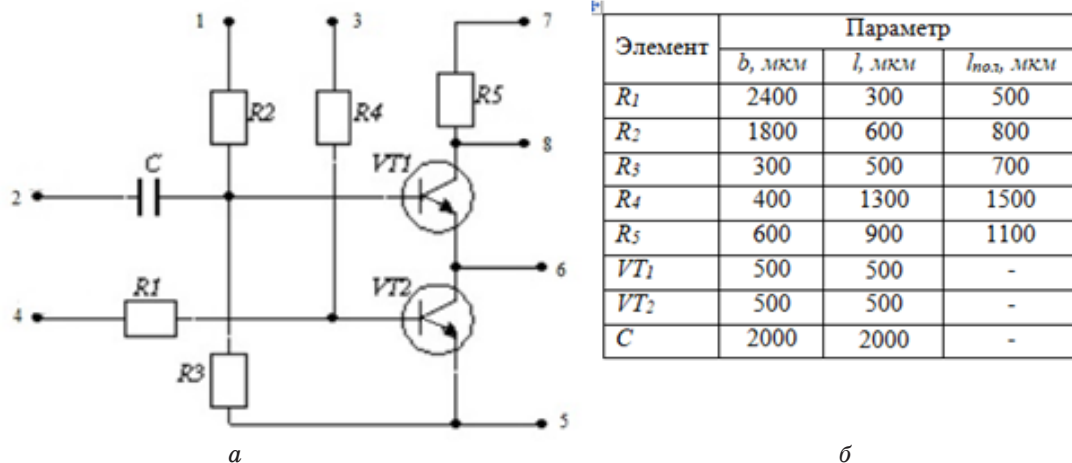 1 3 7
R2 R4 R5
8
C VT1
2
6
R1 VT2
4
R3
5
а
Элемент Параметр
b, мкм l, мкм lпол, мкм
R1 2400 300 500
R2 1800 600 800
R3 300 500 700
R4 400 1300 1500
R5 600 900 1100
VT1 500 500 -
VT2 500 500 -
C 2000 2000 -
б